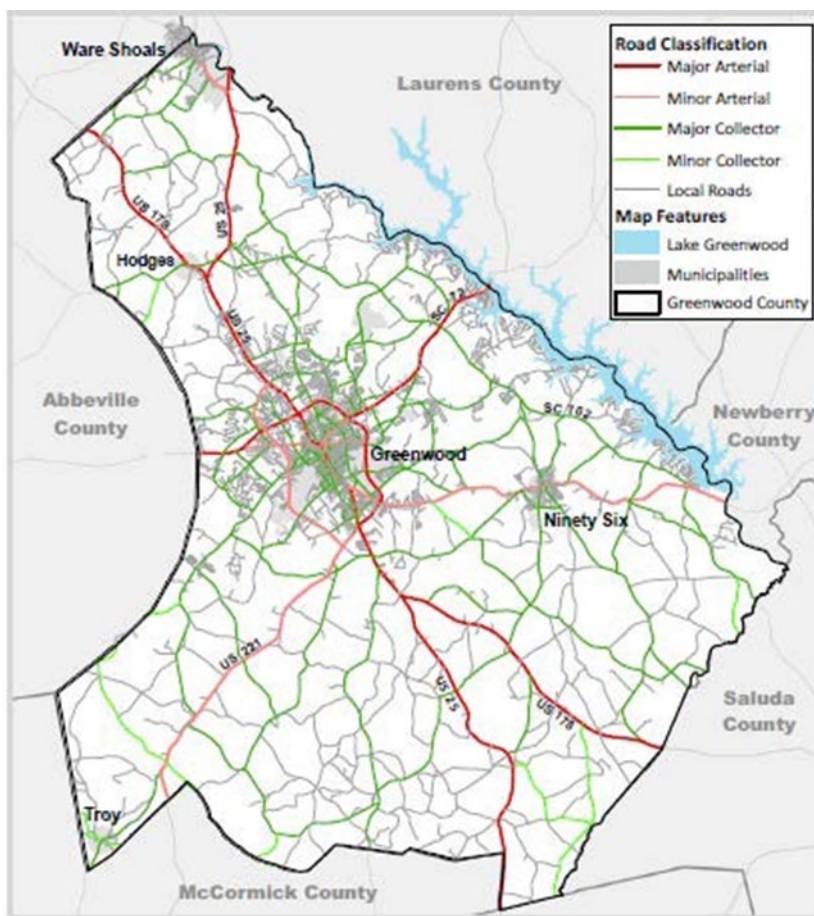 Ware Shoals
Laurens County
Road Classification
Major Arterial
Minor Arterial
Major Collector
Minor Collector
Local Roads
Map Features
Lake Greenwood
Municipalities
Greenwood County
US 178
US 25
Hodges
US 25
SC 72
Abbeville
County
SC 702
Newberry
County
Greenwood
Ninety Six
US 221
US 25
US 178
Saluda
County
Troy
McCormick County